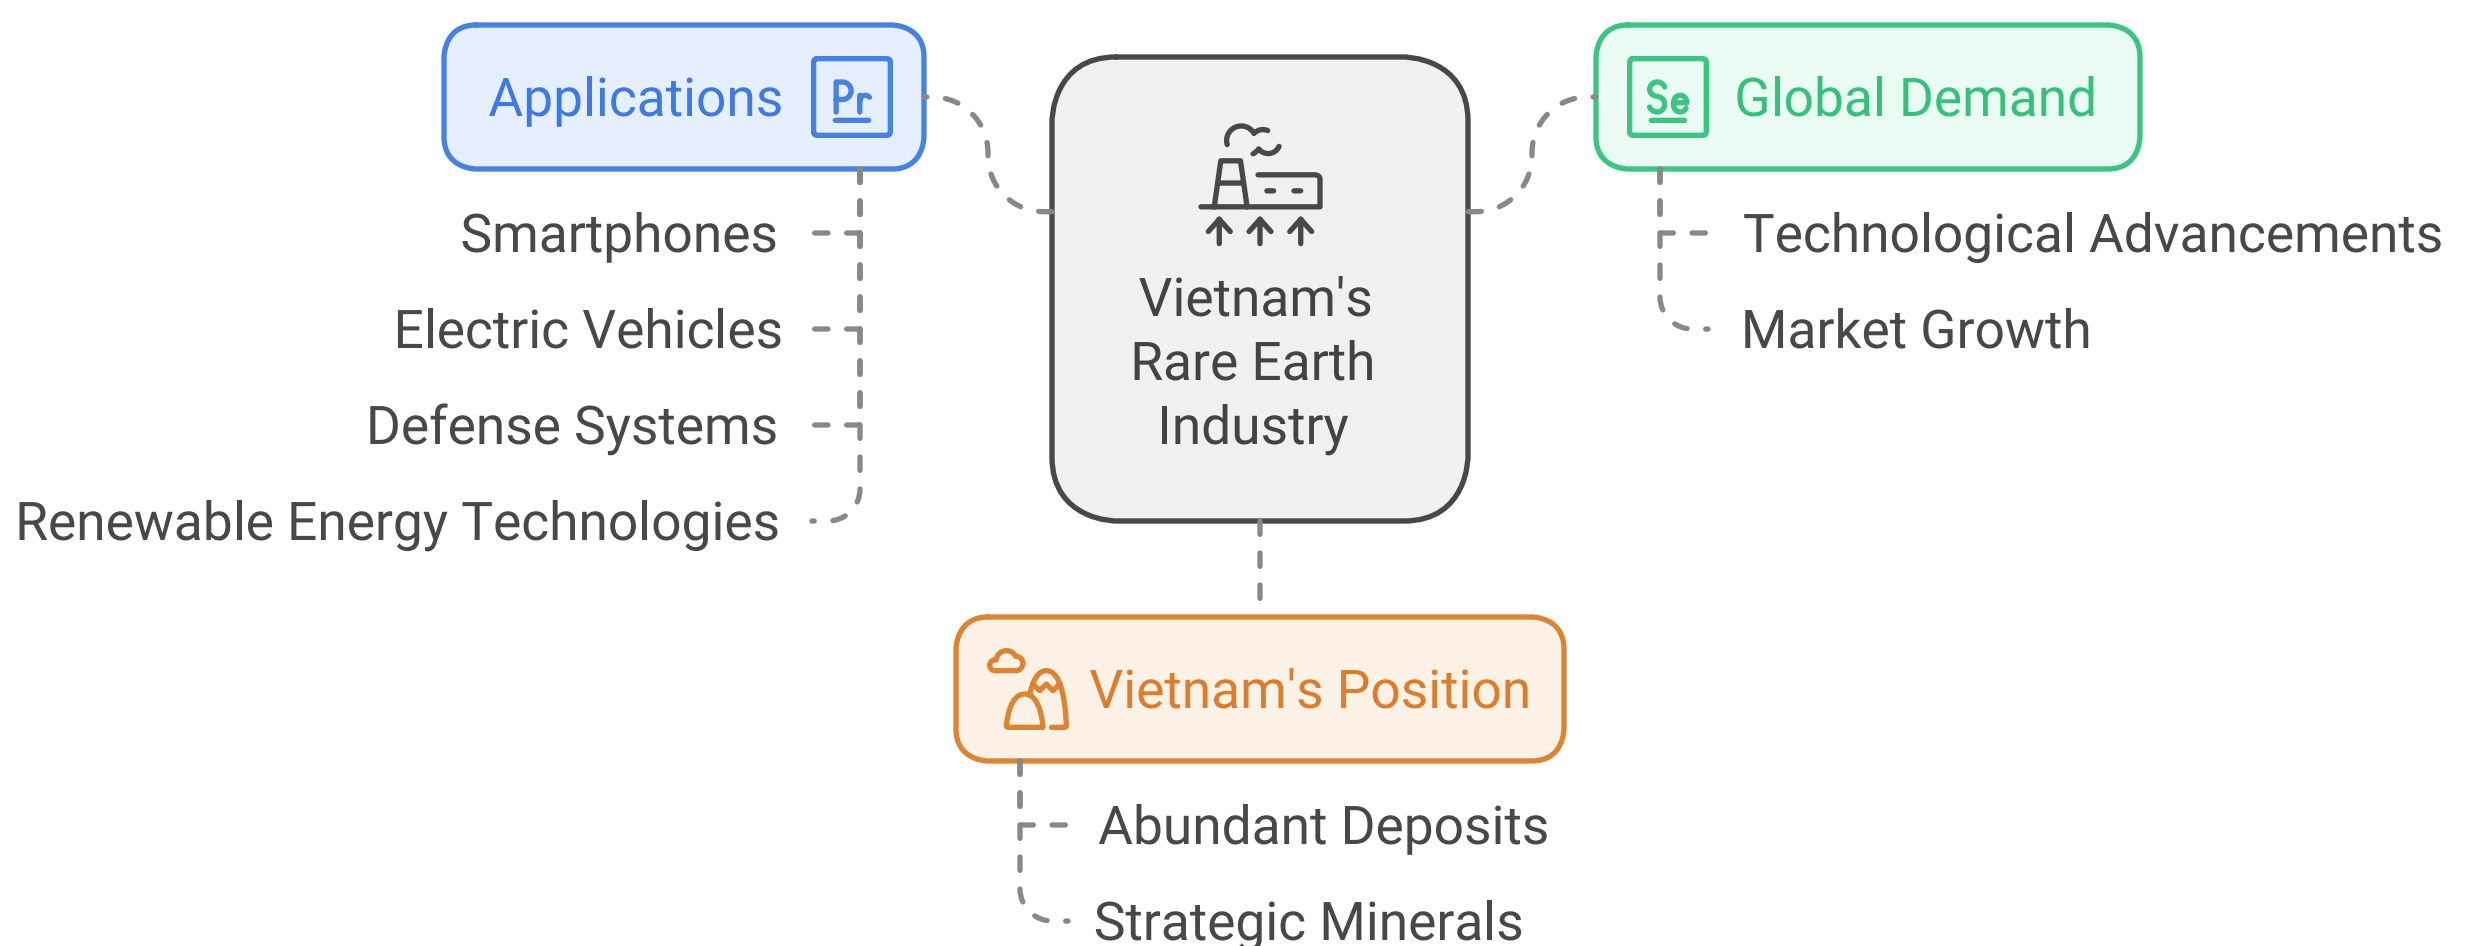 Applications
Pr
Smartphones
Electric Vehicles
Defense Systems
Renewable Energy Technologies
Vietnam's
Rare Earth
Industry
Se
Global Demand
Technological Advancements
Market Growth
Vietnam's Position
Abundant Deposits
Strategic Minerals